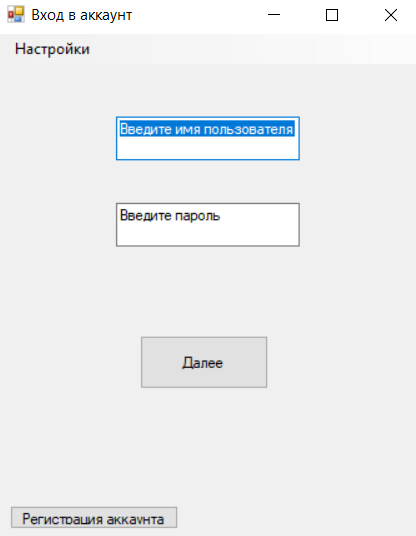 Вход в аккаунт
Настройки
Введите имя пользователя
Введите пароль
Далее
Регистрация аккаунта